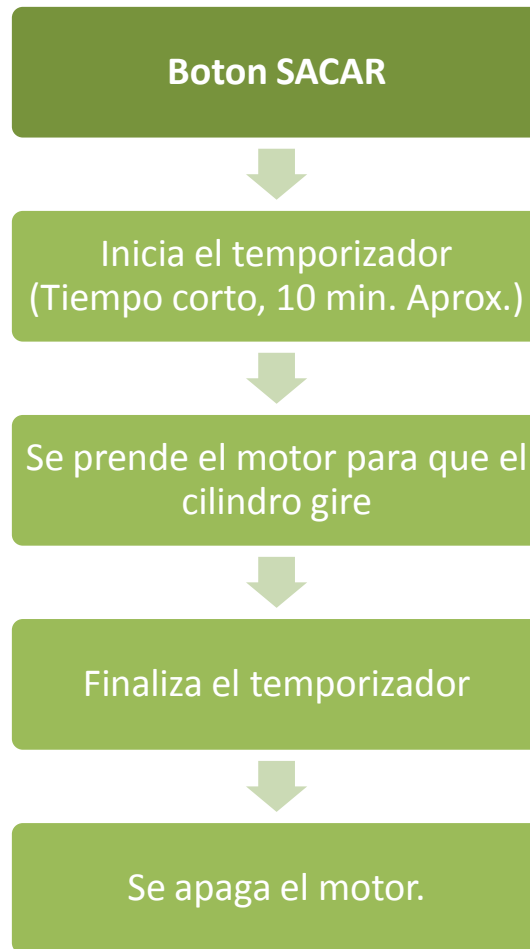 Boton SACAR
Inicia el temporizador
(Tiempo corto, 10 min. Aprox.)
Se prende el motor para que el
cilindro gire
Finaliza el temporizador
Se apaga el motor.